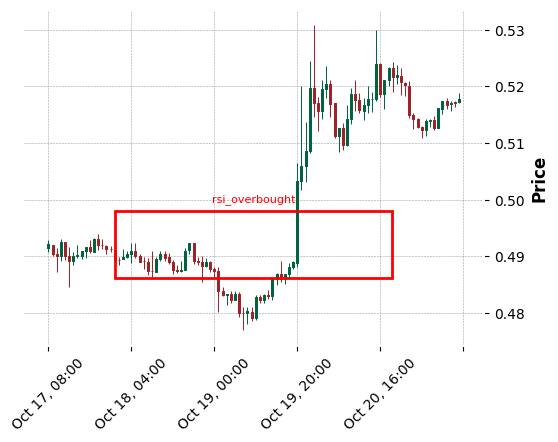 0.53
0.52
0.51
0.50
0.49
0.48
Price
rsi_overbought
Oct 17, 08:00
Oct 18, 04:00
Oct 19, 00:00
Oct 19, 20:00
Oct 20, 16:00